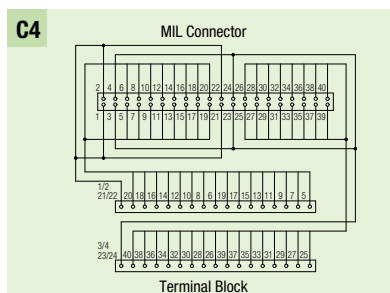 C4
MIL Connector
2 4 6 8 10 12 14 16 18 20 22 24 26 28 30 32 34 36 38 40
1 3 5 7 9 11 13 15 17 19 21 23 25 27 29 31 33 35 37 39
1/2
21/22 20 18 16 14 12 10 8 6 19 17 15 13 11 9 7 5
3/4
23/24 40 38 36 34 32 30 28 26 39 37 35 33 31 29 27 25
Terminal Block